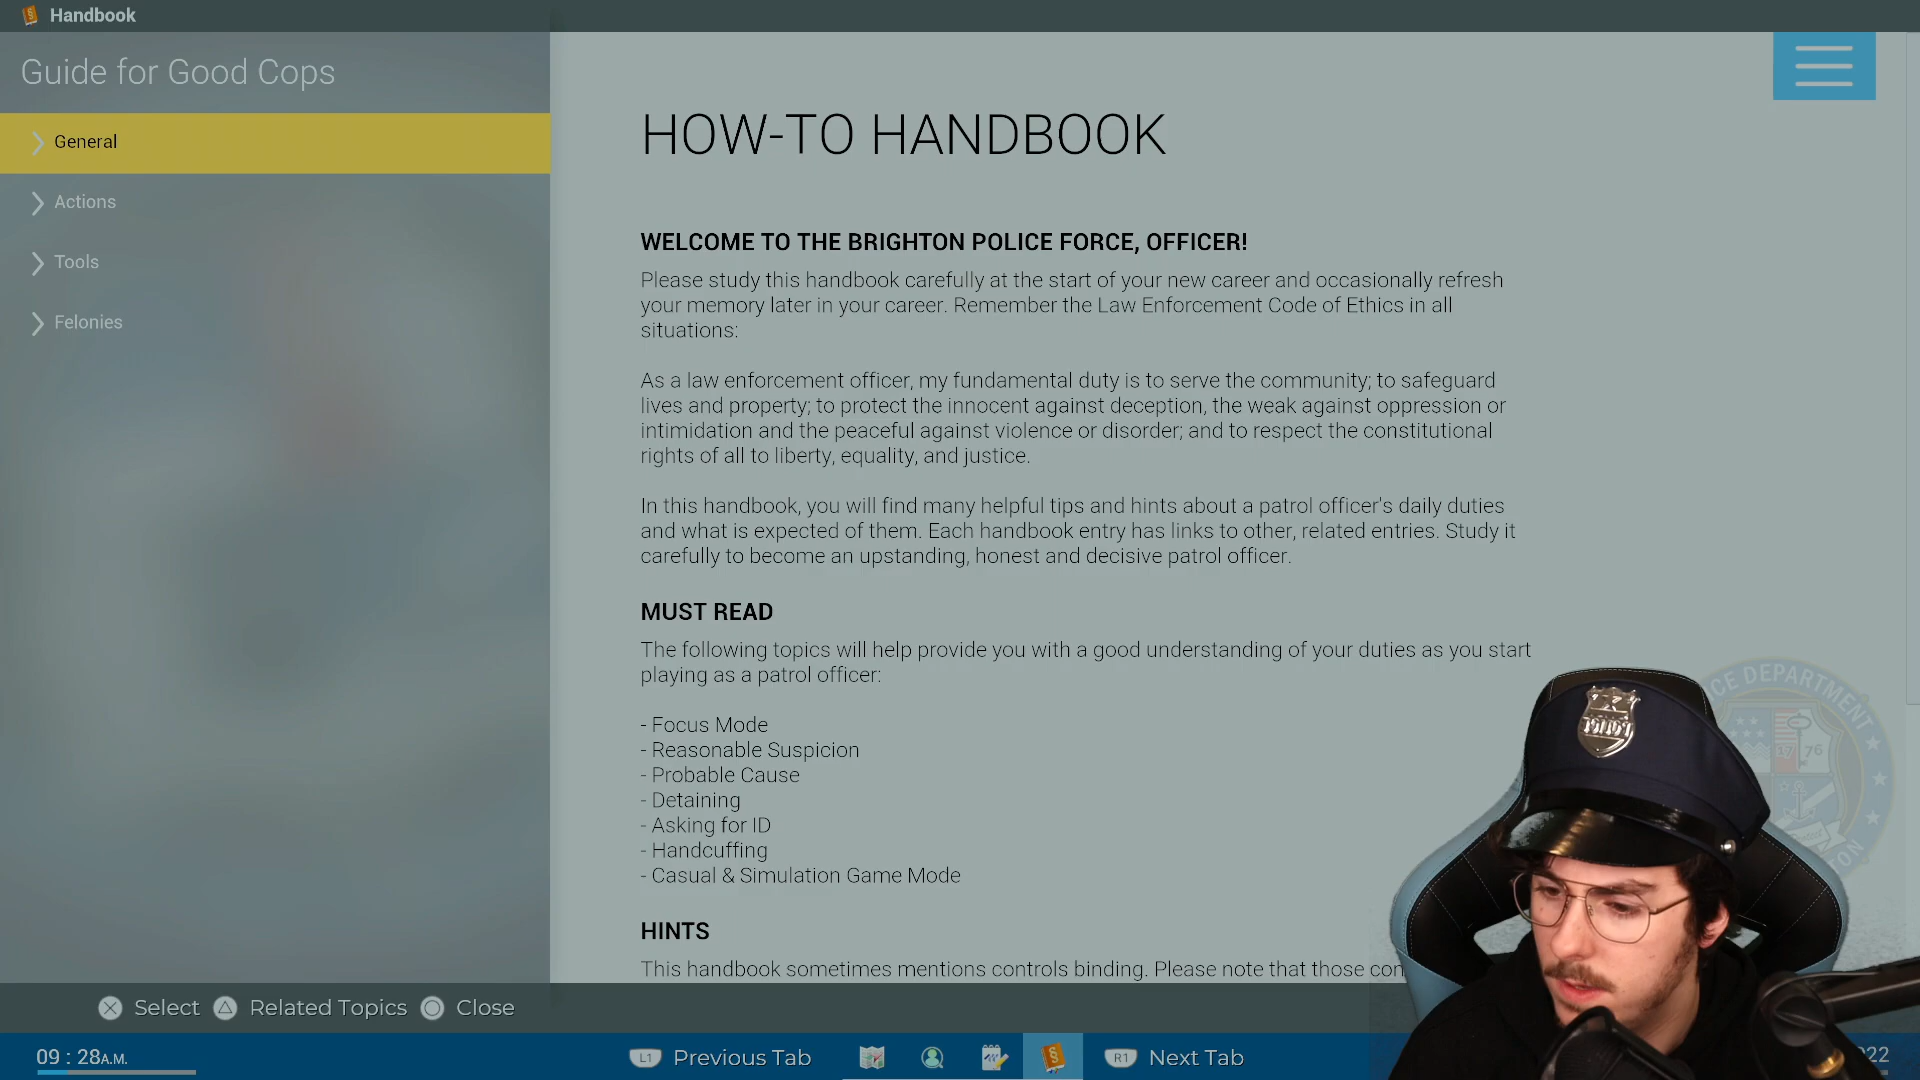 Handbook
Guide for Good Cops
General
Actions
Tools
Felonies
HOW-TO HANDBOOK
WELCOME TO THE BRIGHTON POLICE FORCE, OFFICER!
Please study this handbook carefully at the start of your new career and occasionally refresh
your memory later in your career. Remember the Law Enforcement Code of Ethics in all
situations:
As a law enforcement officer, my fundamental duty is to serve the community; to safeguard
lives and property; to protect the innocent against deception, the weak against oppression or
intimidation and the peaceful against violence or disorder; and to respect the constitutional
rights of all to liberty, equality, and justice.
In this handbook, you will find many helpful tips and hints about a patrol officer's daily duties
and what is expected of them. Each handbook entry has links to other, related entries. Study it
carefully to become an upstanding, honest and decisive patrol officer.
MUST READ
The following topics will help provide you with a good understanding of your duties as you start
playing as a patrol officer:
- Focus Mode
- Reasonable Suspicion
- Probable Cause
- Detaining
- Asking for ID
- Handcuffing
- Casual & Simulation Game Mode
HINTS
This handbook sometimes mentions controls binding. Please note that those con
CE DEPARTMENT
17 76
TON
POLICE
Select Related Topics Close
09 : 28 A.M.
L1 Previous Tab
§
R1 Next Tab
022